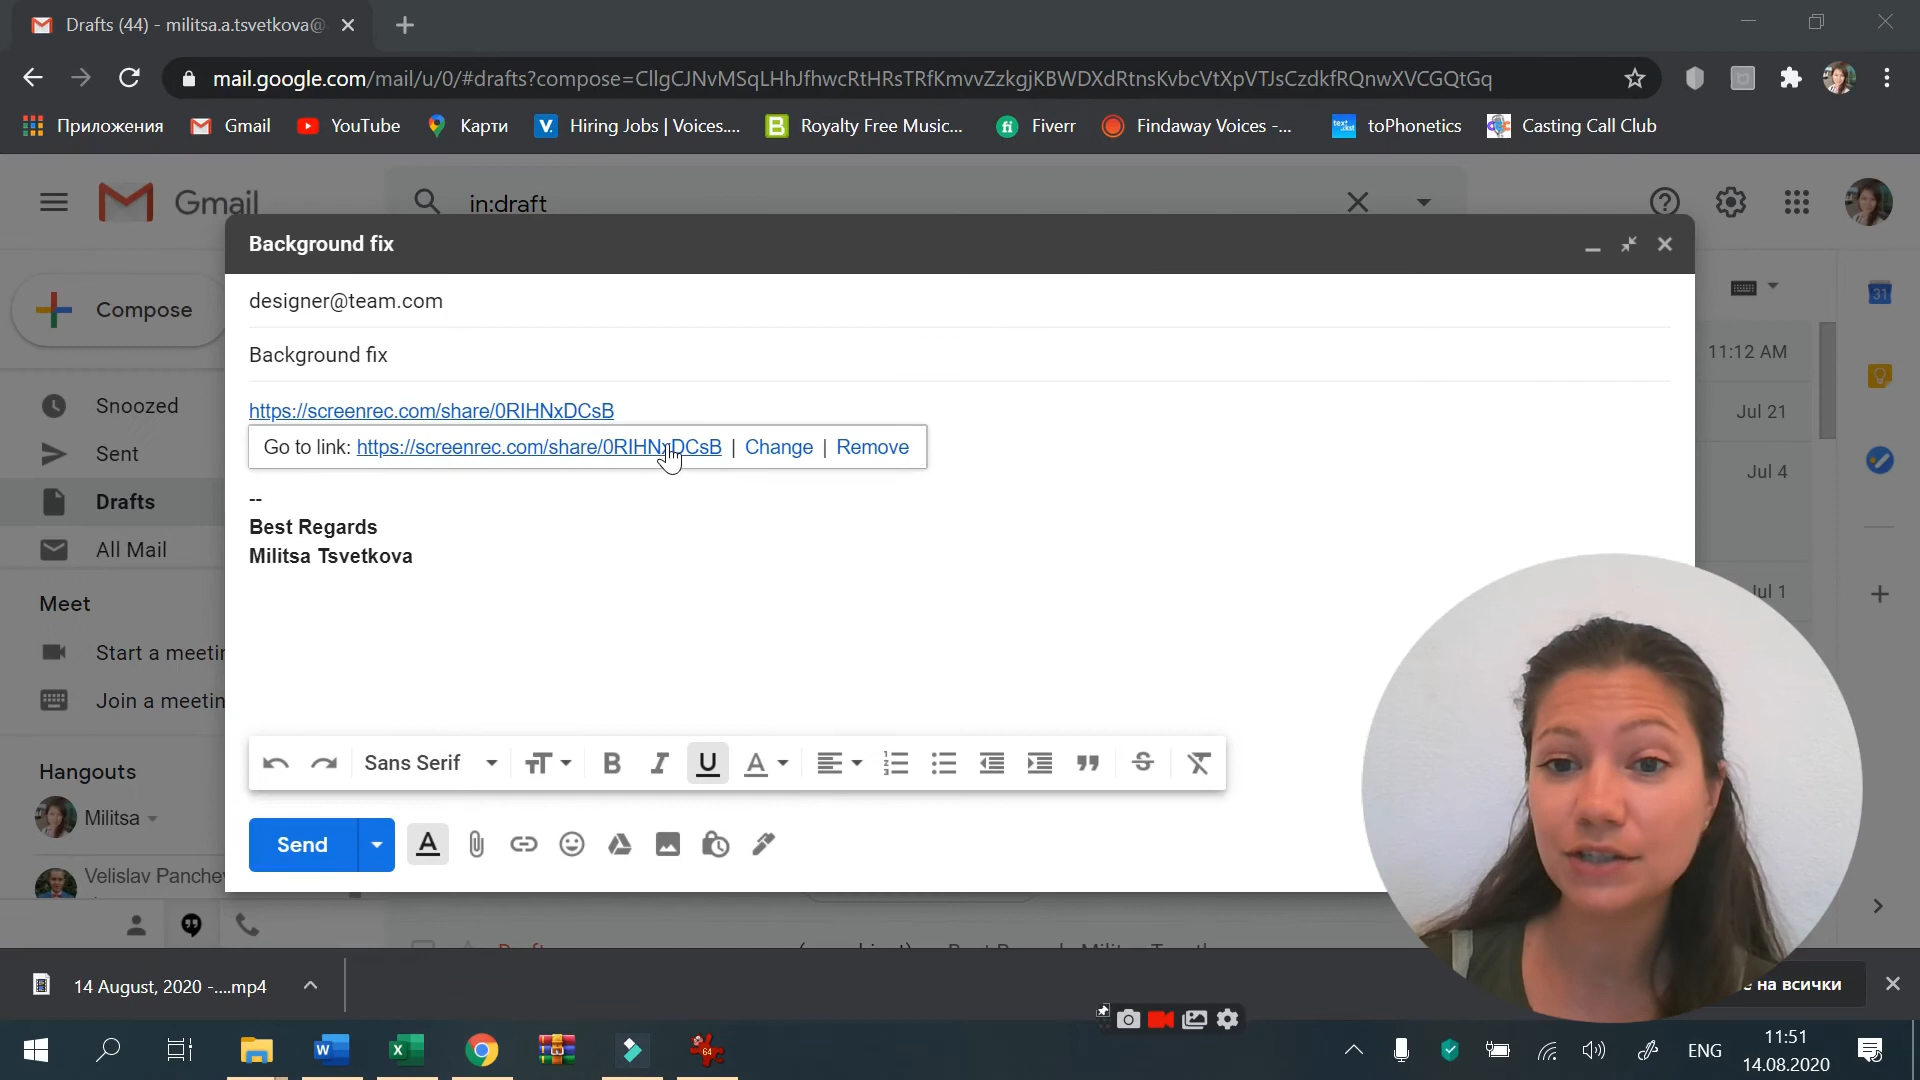 Drafts (44) - militsa.a.tsvetkova@
mail.google.com/mail/u/0/#drafts?compose=CllgCJNvMSqLHhJfhwcRtHRsTRfKmvvZzkgjKBWDXdRtnsKvbcVtXpVTJsCzdkfRQnwXVCGQtGq
Приложения Gmail YouTube Карти Hiring Jobs | Voices.... Royalty Free Music... Fiverr Findaway Voices -... toPhonetics Casting Call Club
Gmail
in:draft
Background fix
Compose
designer@team.com
Background fix
11:12 AM
Jul 21
Jul 4
Jul 1
Snoozed
Sent
Drafts
All Mail
https://screenrec.com/share/0RIHNxDCsB
Go to link: https://screenrec.com/share/0RIHNxDCsB | Change | Remove
--
Best Regards
Militsa Tsvetkova
Meet
Start a meetin
Join a meetin
Hangouts
Militsa
Velislav Panche
Sans Serif
Send
14 August, 2020 -....mp4
на всички
64
ENG
11:51
14.08.2020